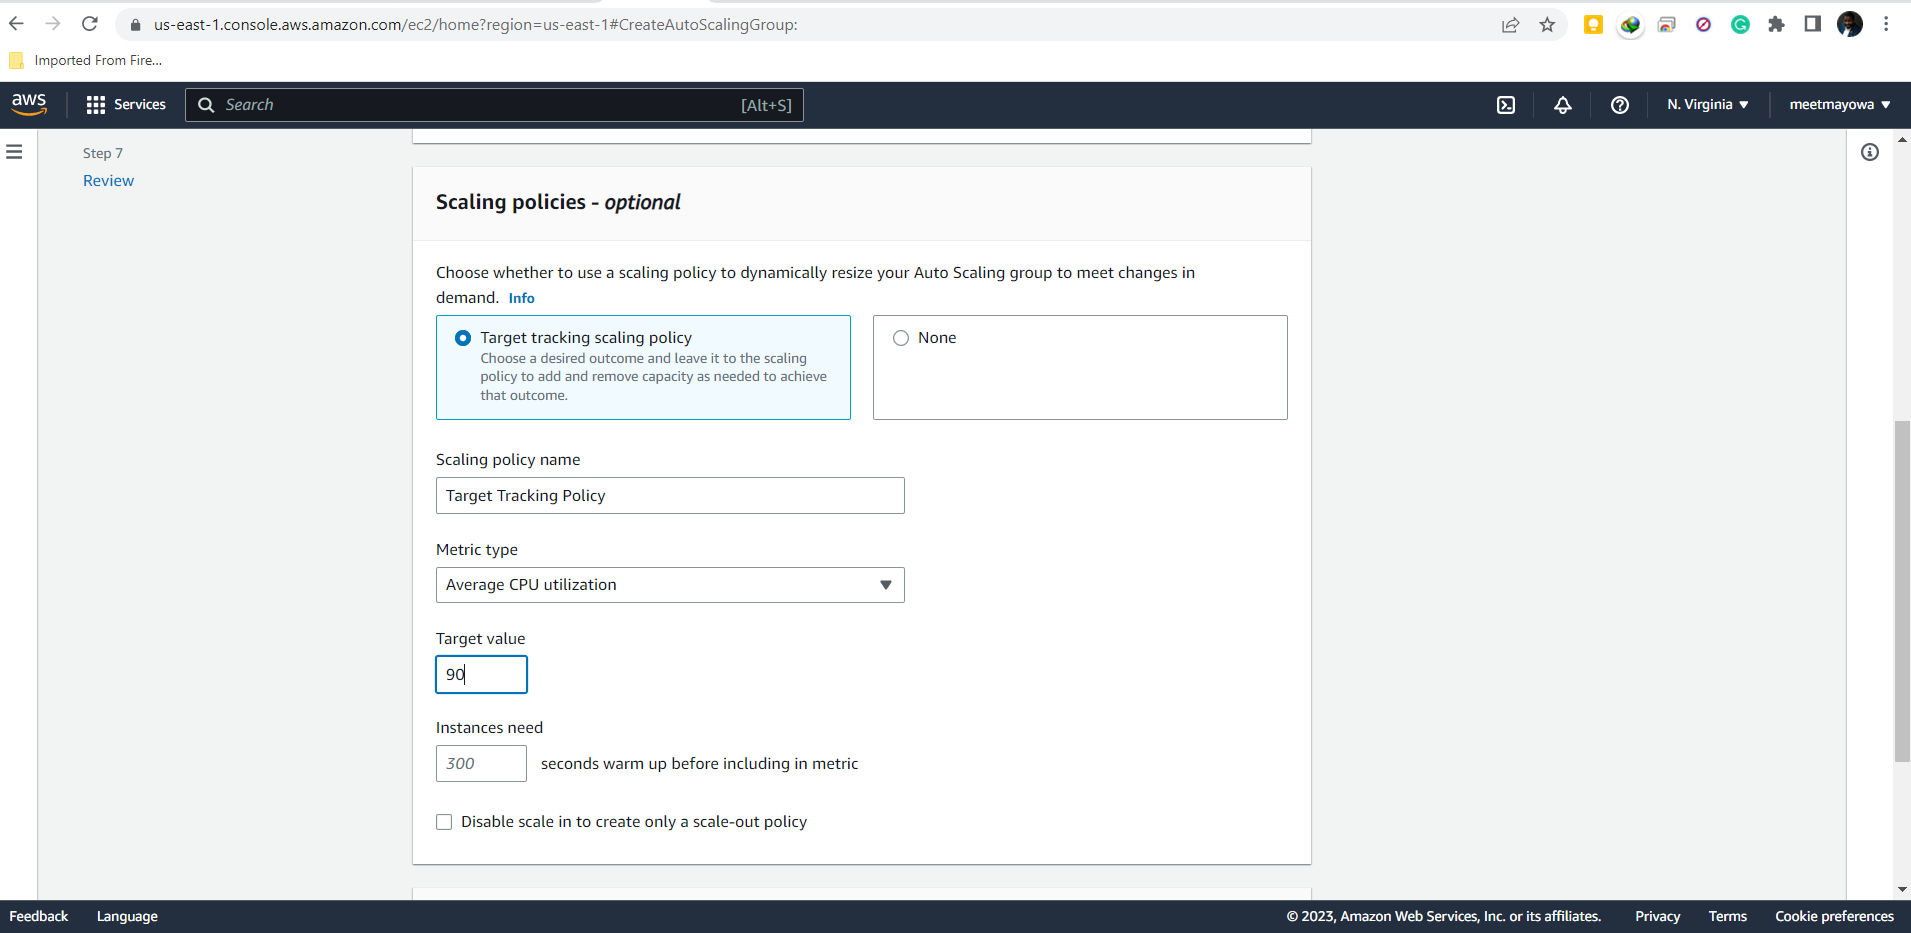 us-east-1.console.aws.amazon.com/ec2/home?region=us-east-1#CreateAutoScalingGroup:
Imported From Fire...
aws
Services
Search
[Alt+S]
N. Virginia
meetmayowa
Step 7
Review
Scaling policies - optional
Choose whether to use a scaling policy to dynamically resize your Auto Scaling group to meet changes in
demand. Info
Target tracking scaling policy
Choose a desired outcome and leave it to the scaling
policy to add and remove capacity as needed to achieve
that outcome.
None
Scaling policy name
Target Tracking Policy
Metric type
Average CPU utilization
Target value
90
Instances need
300 seconds warm up before including in metric
Disable scale in to create only a scale-out policy
Feedback
Language
© 2023, Amazon Web Services, Inc. or its affiliates.
Privacy
Terms
Cookie preferences